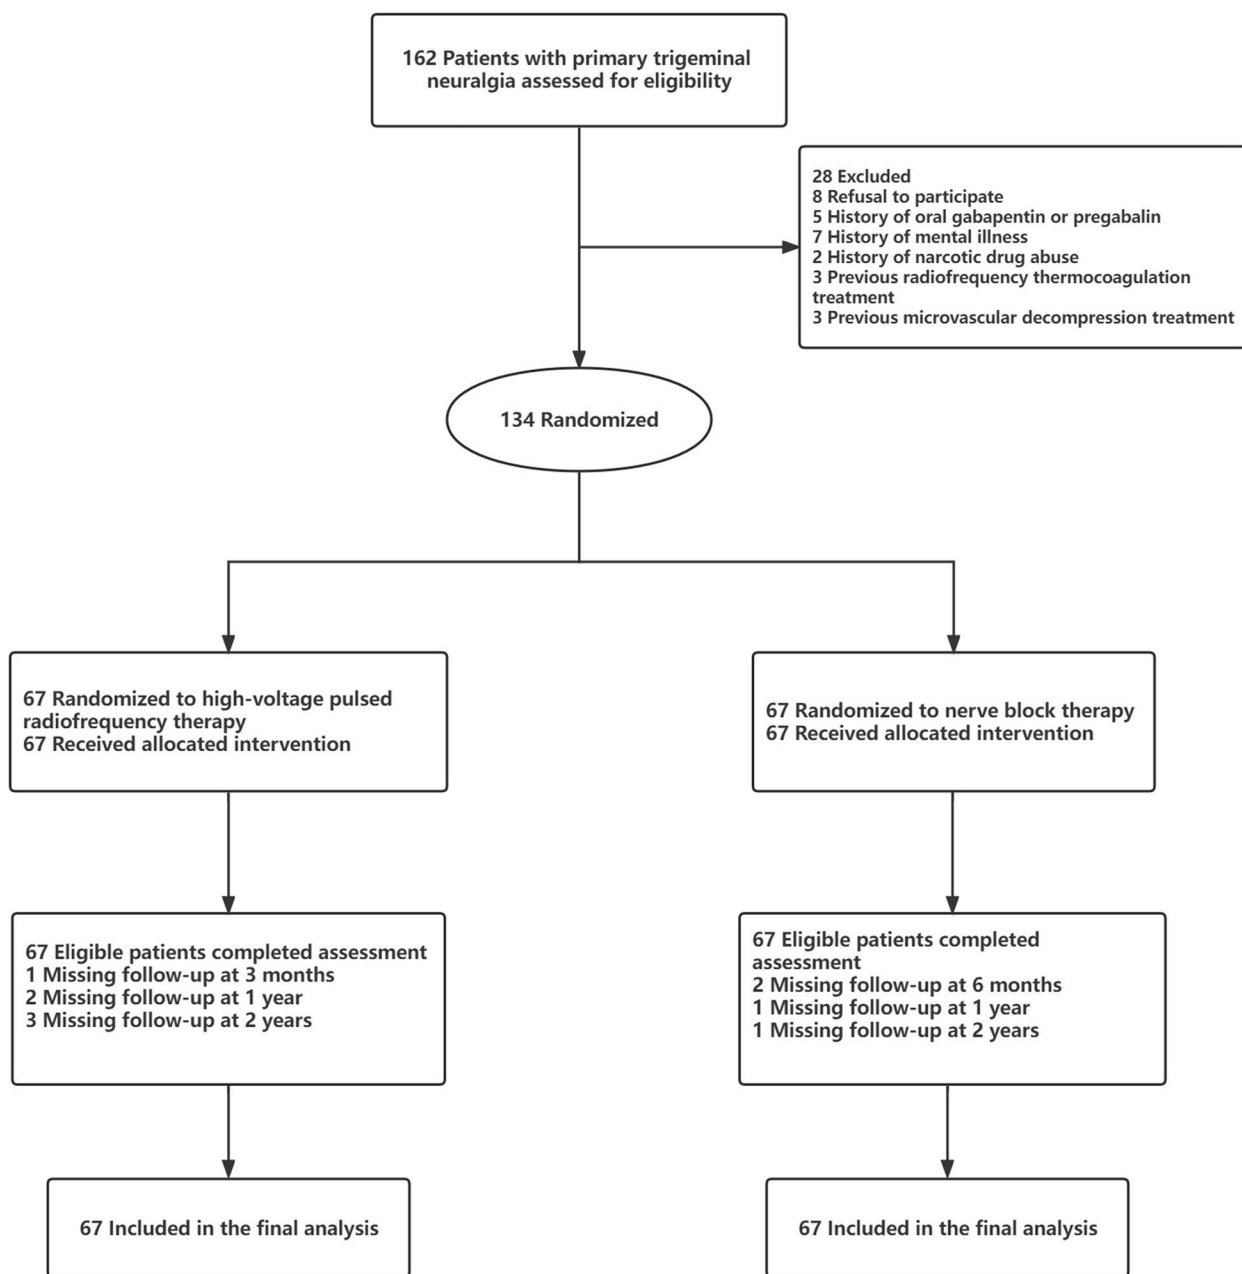 162 Patients with primary trigeminal
neuralgia assessed for eligibility
28 Excluded
8 Refusal to participate
5 History of oral gabapentin or pregabalin
7 History of mental illness
2 History of narcotic drug abuse
3 Previous radiofrequency thermocoagulation
treatment
3 Previous microvascular decompression treatment
134 Randomized
67 Randomized to high-voltage pulsed
radiofrequency therapy
67 Received allocated intervention
67 Randomized to nerve block therapy
67 Received allocated intervention
67 Eligible patients completed assessment
1 Missing follow-up at 3 months
2 Missing follow-up at 1 year
3 Missing follow-up at 2 years
67 Eligible patients completed
assessment
2 Missing follow-up at 6 months
1 Missing follow-up at 1 year
1 Missing follow-up at 2 years
67 Included in the final analysis
67 Included in the final analysis